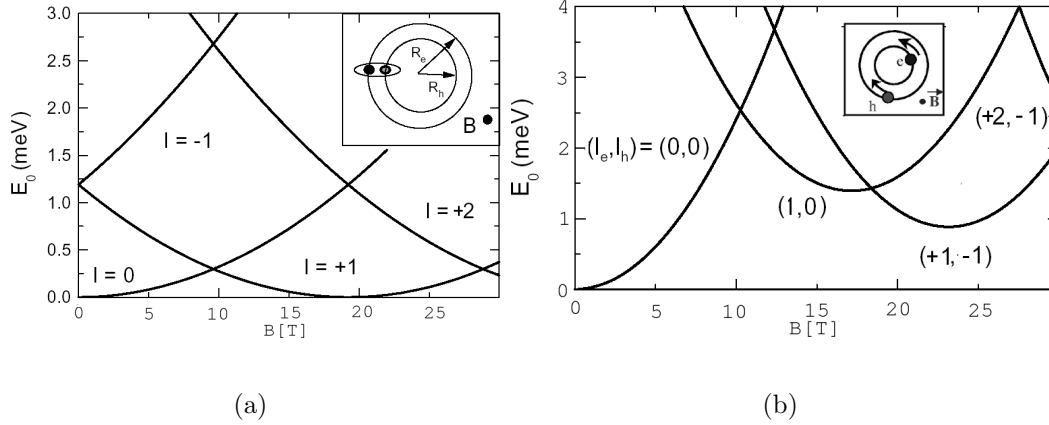 3.0
2.5
2.0
1.5
1.0
0.5
0.0
E₀ (meV)
l = -1
l = 0
l = +1
l = +2
Rₑ
Rₕ
B
0 5 10 15 20 25
B[T]
(a)
4
3
2
1
0
E₀ (meV)
(lₑ,lₕ) = (0,0)
(1,0)
(+2,-1)
(+1,-1)
e
h
B
0 5 10 15 20 25
B[T]
(b)